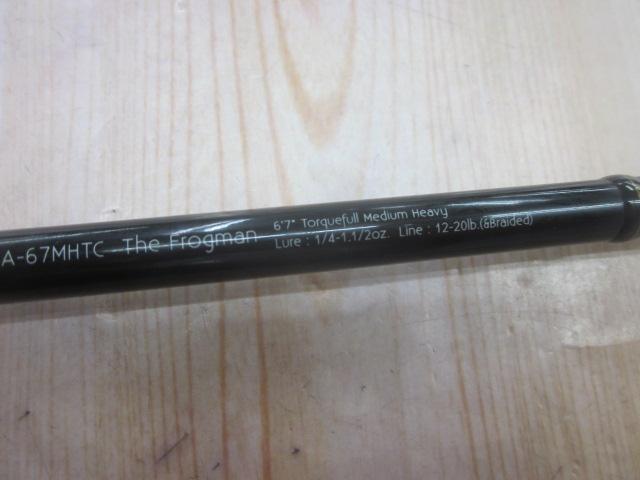 A-67MHTC The Frogman
6'7" Torquefull Medium Heavy
Lure : 1/4-1.1/2oz. Line : 12-20lb.(&Braided)